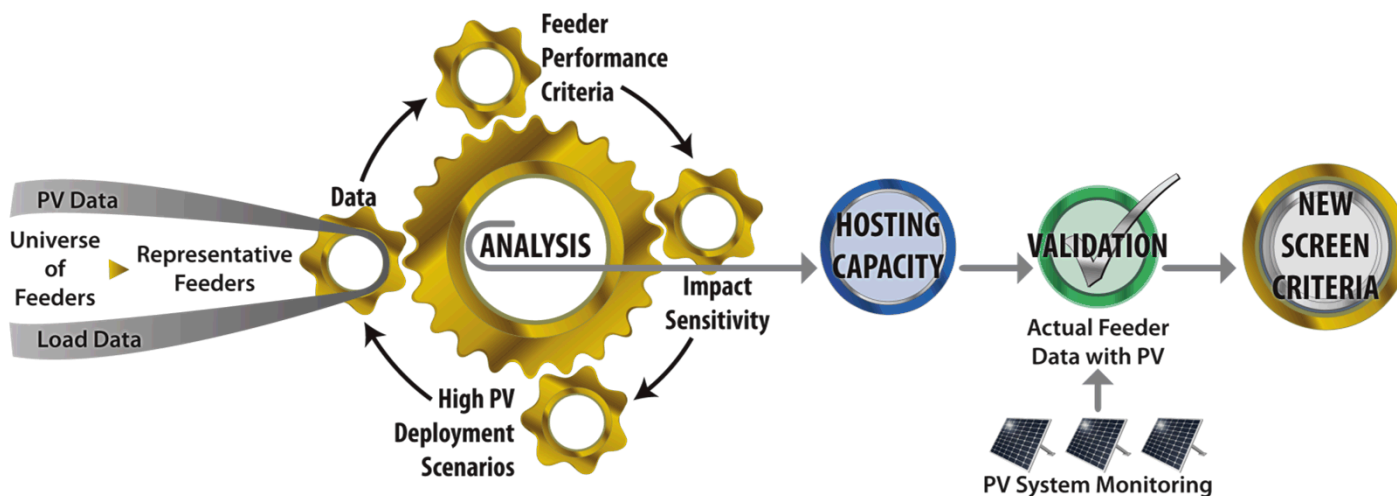 PV Data
Universe
of
Feeders
Representative
Feeders
Load Data
Data
Feeder
Performance
Criteria
ANALYSIS
Impact
Sensitivity
High PV
Deployment
Scenarios
HOSTING
CAPACITY
VALIDATION
Actual Feeder
Data with PV
PV System Monitoring
NEW
SCREEN
CRITERIA